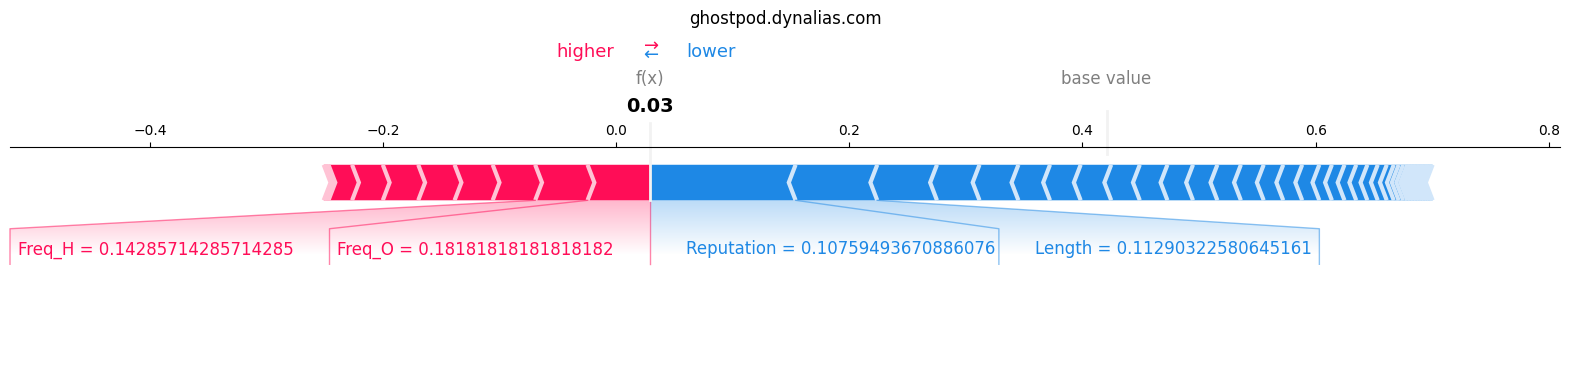 ghostpod.dynalias.com
higher ⇄ lower
f(x) base value
0.03
−0.4 −0.2 0.0 0.2 0.4 0.6 0.8
Freq_H = 0.14285714285714285 Freq_O = 0.18181818181818182 Reputation = 0.10759493670886076 Length = 0.11290322580645161